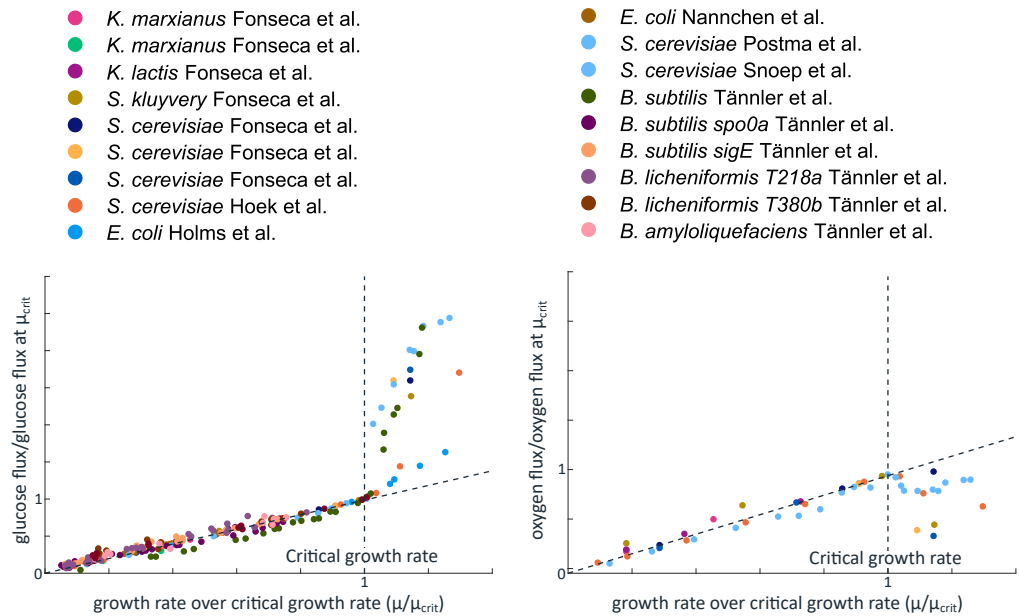 K. marxianus Fonseca et al.
K. marxianus Fonseca et al.
K. lactis Fonseca et al.
S. kluyvery Fonseca et al.
S. cerevisiae Fonseca et al.
S. cerevisiae Fonseca et al.
S. cerevisiae Fonseca et al.
S. cerevisiae Hoek et al.
E. coli Holms et al.
E. coli Nannchen et al.
S. cerevisiae Postma et al.
S. cerevisiae Snoep et al.
B. subtilis Tännler et al.
B. subtilis spo0a Tännler et al.
B. subtilis sigE Tännler et al.
B. licheniformis T218a Tännler et al.
B. licheniformis T380b Tännler et al.
B. amyloliquefaciens Tännler et al.
glucose flux/glucose flux at μcrit
1
0
Critical growth rate
1
growth rate over critical growth rate (μ/μcrit)
oxygen flux/oxygen flux at μcrit
1
0
Critical growth rate
1
growth rate over critical growth rate (μ/μcrit)